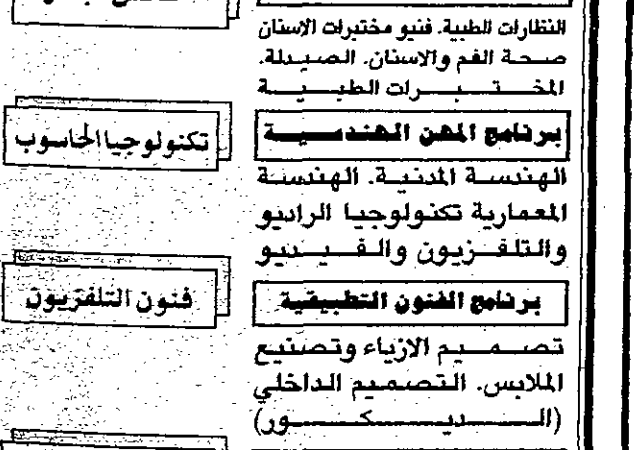 النظارات الطبية. فنيو مختبرات الاسنان
صحة الفم والاسنان. الصيدلة.
المختبرات الطبية
برنامج المهن الهندسية
الهندسة المدنية. الهندسة
المعمارية تكنولوجيا الراديو
والتلفزيون والفيديو
برنامج الفنون التطبيقية
تصميم الازياء وتصنيع
الملابس. التصميم الداخلي
(الديكور)
تكنولوجيا الحاسوب
فنون التلفزيون